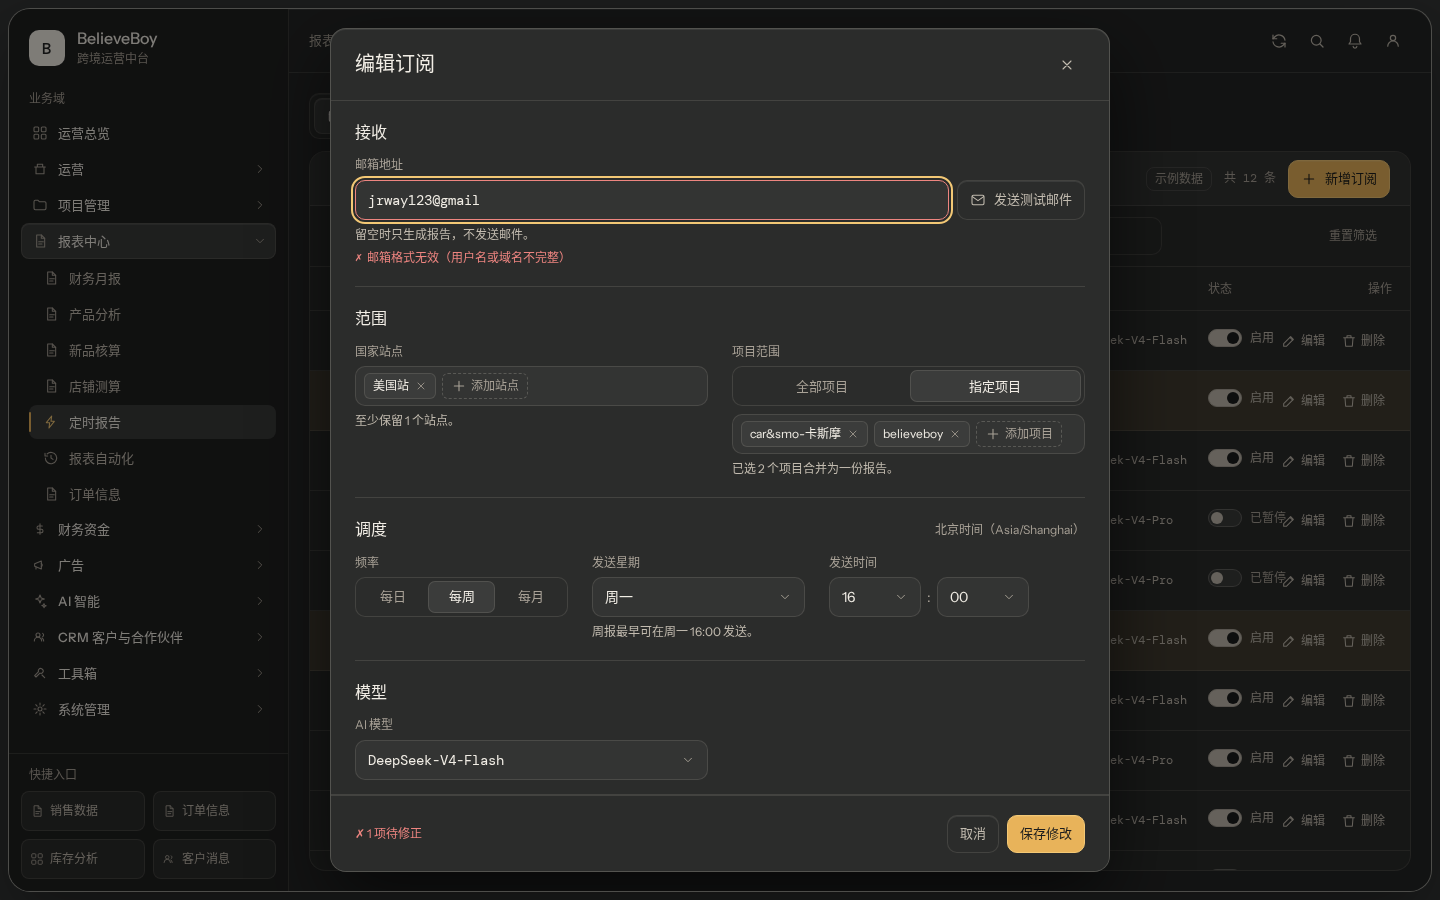 B
BelieveBoy
跨境运营中台
业务域
运营总览
运营
项目管理
报表中心
财务月报
产品分析
新品核算
店铺测算
定时报告
报表自动化
订单信息
财务资金
广告
AI 智能
CRM 客户与合作伙伴
工具箱
系统管理
快捷入口
销售数据
订单信息
库存分析
客户消息
报表
示例数据
共 12 条
新增订阅
重置筛选
状态
操作
ek-V4-Flash 启用 编辑 删除
启用 编辑 删除
ek-V4-Flash 启用 编辑 删除
ek-V4-Pro 已暂停 编辑 删除
ek-V4-Pro 已暂停 编辑 删除
ek-V4-Flash 启用 编辑 删除
ek-V4-Flash 启用 编辑 删除
ek-V4-Pro 启用 编辑 删除
ek-V4-Flash 启用 编辑 删除
编辑订阅
接收
邮箱地址
jrway123@gmail
发送测试邮件
留空时只生成报告，不发送邮件。
✗ 邮箱格式无效（用户名或域名不完整）
范围
国家站点
美国站
添加站点
至少保留 1 个站点。
项目范围
全部项目
指定项目
car&smo-卡斯摩
believeboy
添加项目
已选 2 个项目合并为一份报告。
调度
北京时间（Asia/Shanghai）
频率
每日
每周
每月
发送星期
周一
周报最早可在周一 16:00 发送。
发送时间
16 : 00
模型
AI 模型
DeepSeek-V4-Flash
✗ 1 项待修正
取消
保存修改